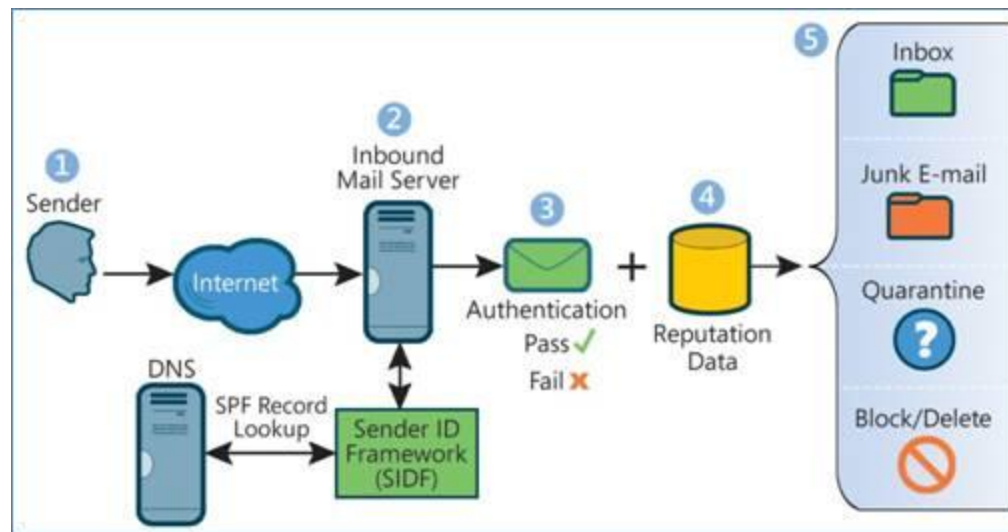 1
Sender
Internet
2
Inbound
Mail Server
DNS
SPF Record
Lookup
Sender ID
Framework
(SIDF)
3
Authentication
Pass ✓
Fail ✗
+
4
Reputation
Data
5
Inbox
Junk E-mail
Quarantine
?
Block/Delete